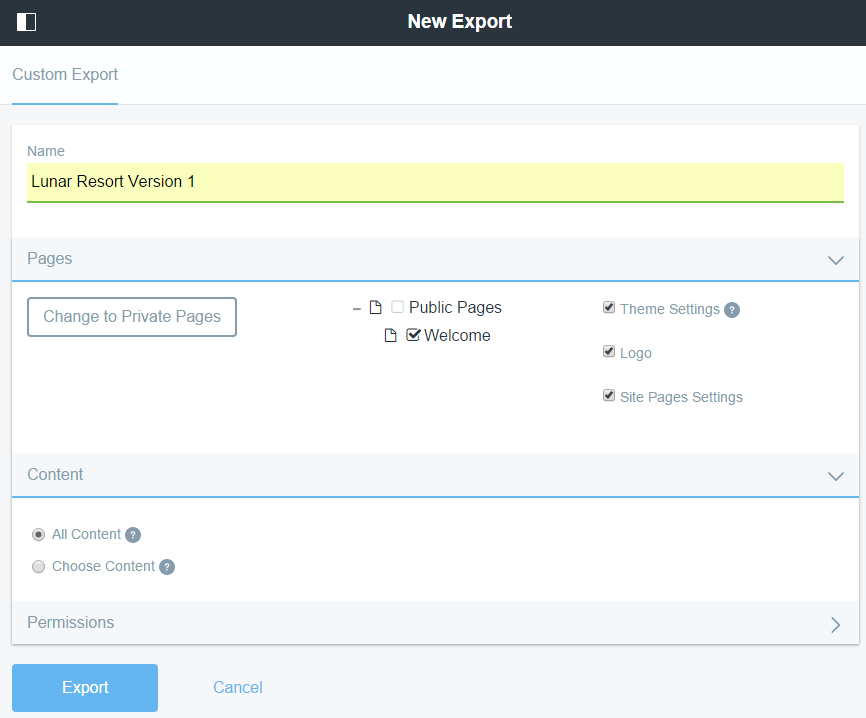 New Export
Custom Export
Name
Lunar Resort Version 1
Pages
Change to Private Pages
Public Pages
Welcome
Theme Settings ?
Logo
Site Pages Settings
Content
All Content ?
Choose Content ?
Permissions
Export Cancel